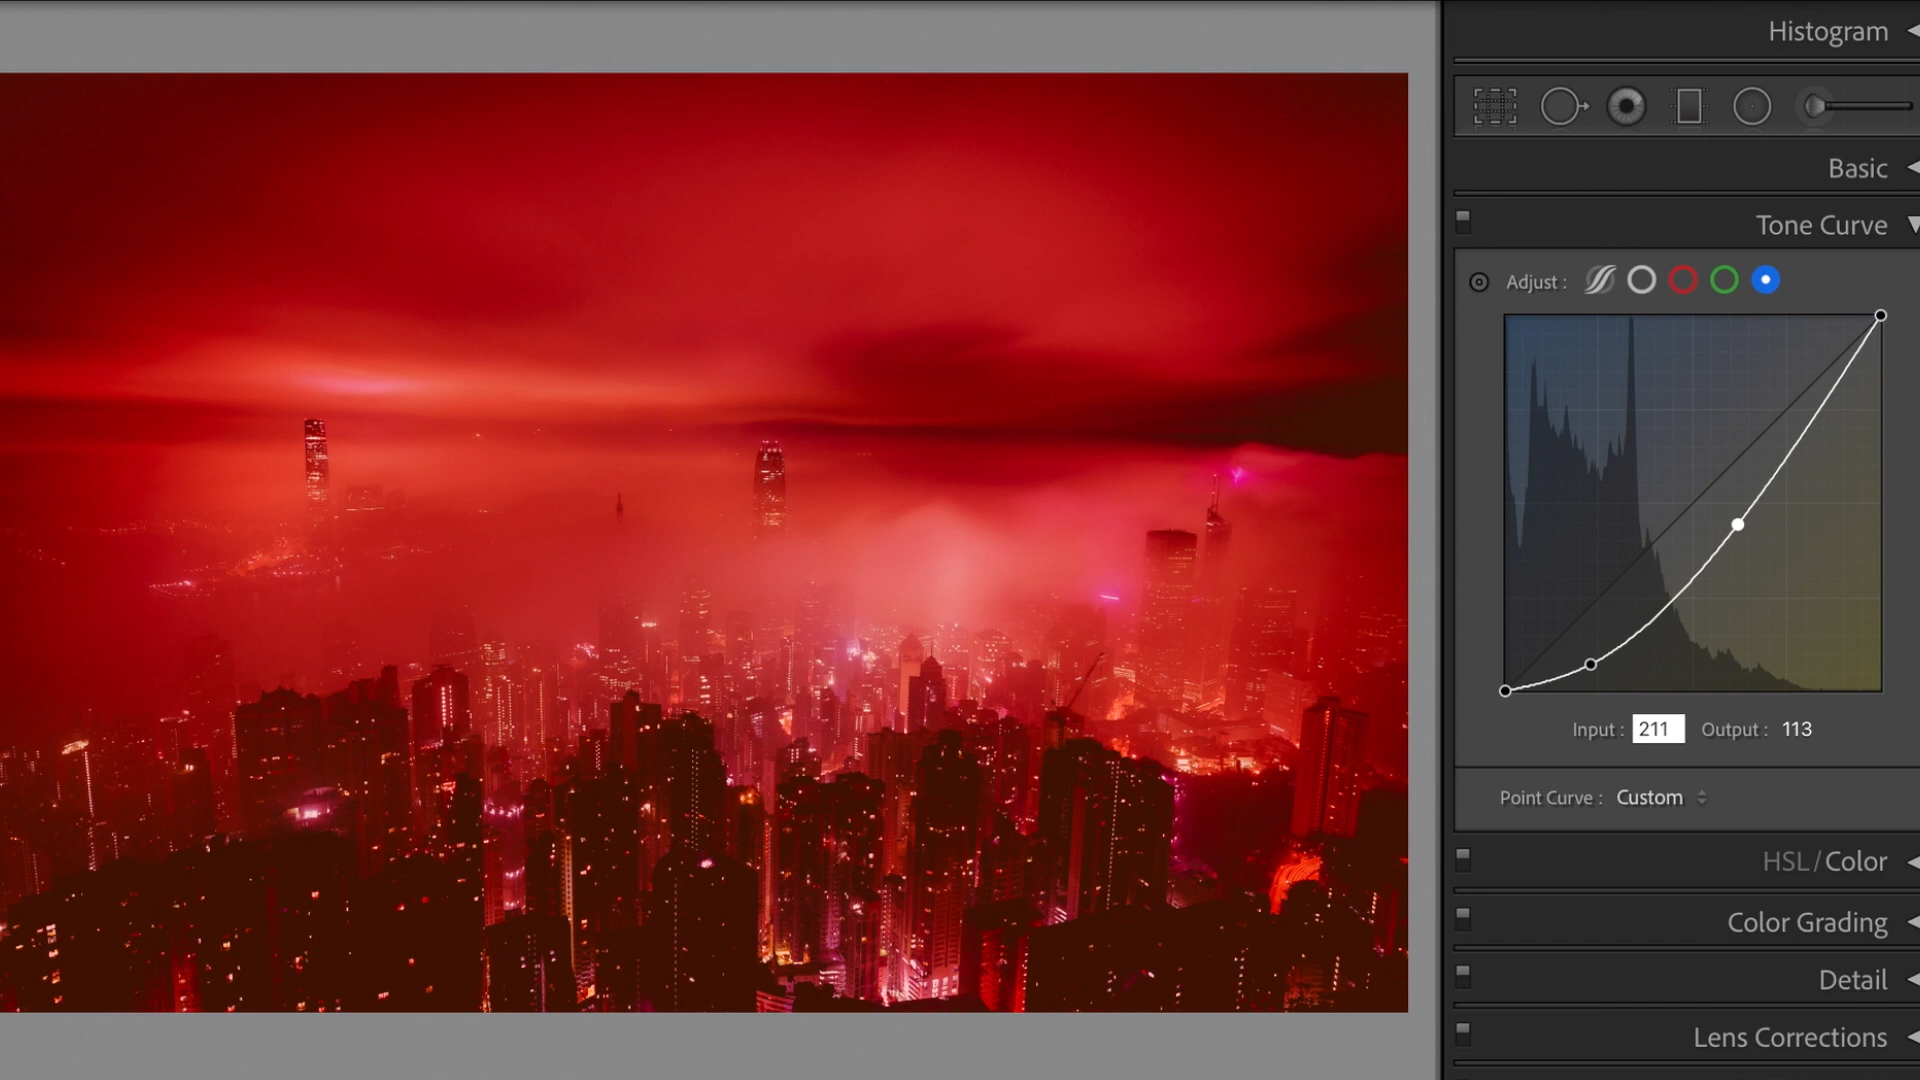 Histogram
Basic
Tone Curve
Adjust :
Input : 211 Output : 113
Point Curve : Custom
HSL / Color
Color Grading
Detail
Lens Corrections